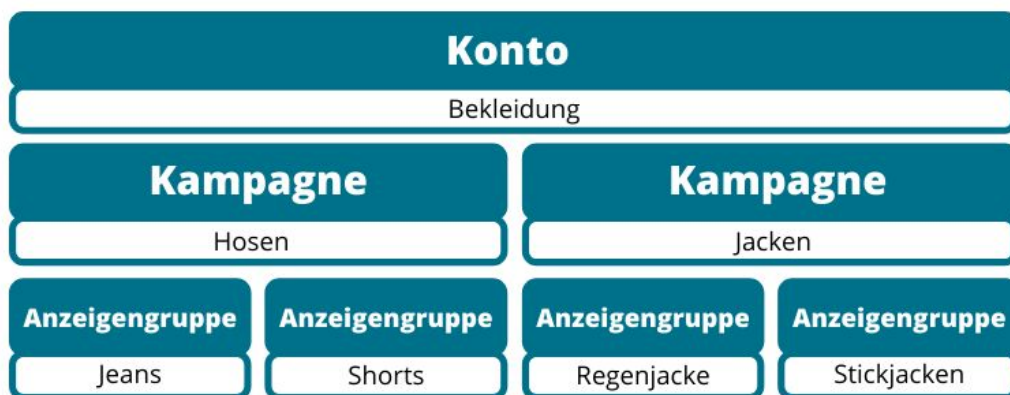 Konto
Bekleidung
Kampagne
Kampagne
Hosen
Jacken
Anzeigengruppe
Anzeigengruppe
Anzeigengruppe
Anzeigengruppe
Jeans
Shorts
Regenjacke
Stickjacken